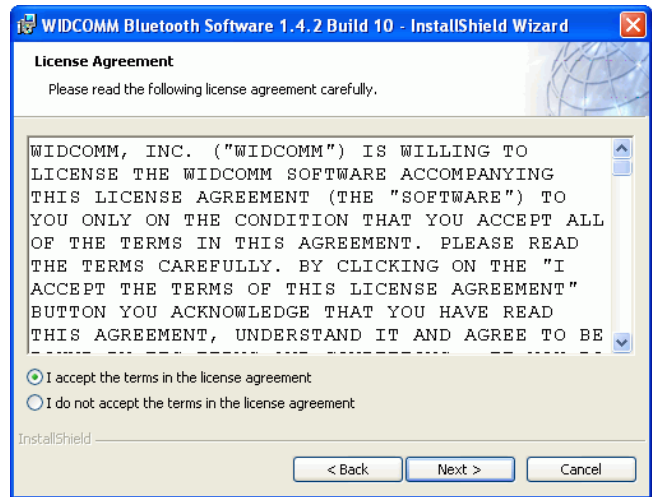 WIDCOMM Bluetooth Software 1.4.2 Build 10 - InstallShield Wizard
License Agreement
Please read the following license agreement carefully.
WIDCOMM, INC. ("WIDCOMM") IS WILLING TO
LICENSE THE WIDCOMM SOFTWARE ACCOMPANYING
THIS LICENSE AGREEMENT (THE "SOFTWARE") TO
YOU ONLY ON THE CONDITION THAT YOU ACCEPT ALL
OF THE TERMS IN THIS AGREEMENT. PLEASE READ
THE TERMS CAREFULLY. BY CLICKING ON THE "I
ACCEPT THE TERMS OF THIS LICENSE AGREEMENT"
BUTTON YOU ACKNOWLEDGE THAT YOU HAVE READ
THIS AGREEMENT, UNDERSTAND IT AND AGREE TO BE
I accept the terms in the license agreement
I do not accept the terms in the license agreement
InstallShield
< Back Next > Cancel